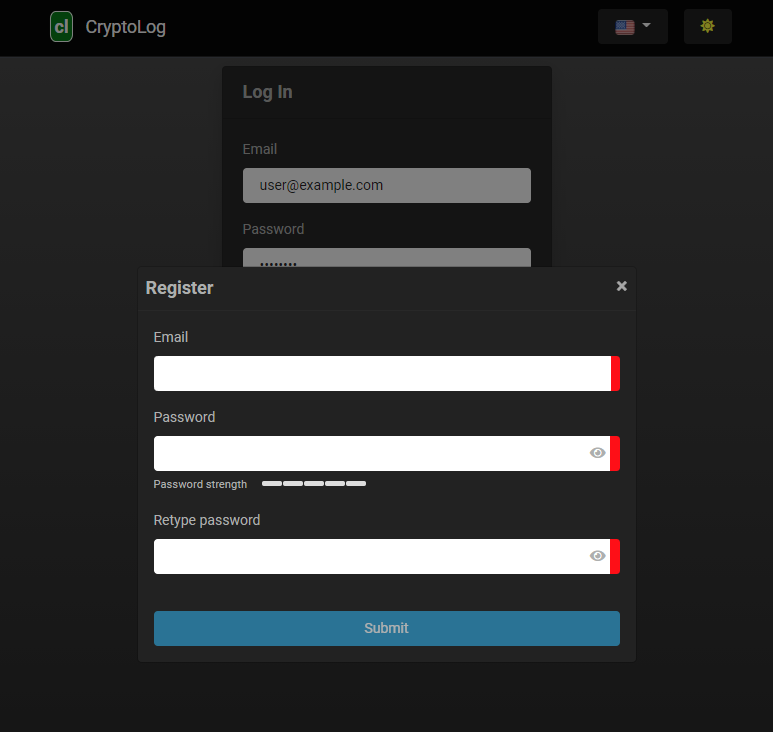 cl CryptoLog
Log In
Email
user@example.com
Password
Register
Email
Password
Password strength
Retype password
Submit